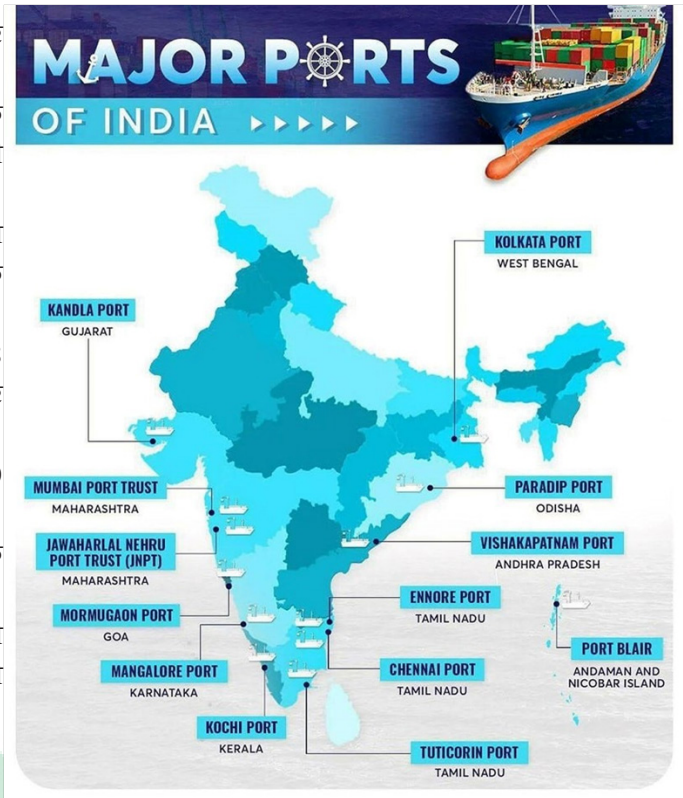 MAJOR PORTS
OF INDIA
KOLKATA PORT
WEST BENGAL
KANDLA PORT
GUJARAT
MUMBAI PORT TRUST
MAHARASHTRA
PARADIP PORT
ODISHA
JAWAHARLAL NEHRU
PORT TRUST (JNPT)
MAHARASHTRA
VISHAKAPATNAM PORT
ANDHRA PRADESH
MORMUGAON PORT
GOA
ENNORE PORT
TAMIL NADU
PORT BLAIR
ANDAMAN AND
NICOBAR ISLAND
MANGALORE PORT
KARNATAKA
CHENNAI PORT
TAMIL NADU
KOCHI PORT
KERALA
TUTICORIN PORT
TAMIL NADU